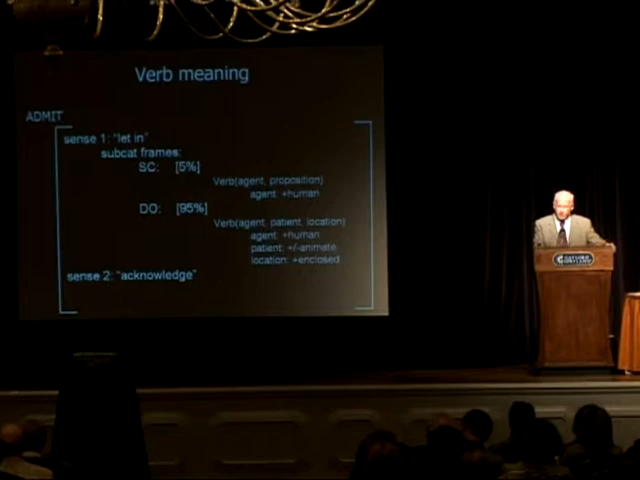 Verb meaning
ADMIT
sense 1: "let in"
subcat frames:
SC: [5%]
Verb(agent, proposition)
agent: +human
DO: [95%]
Verb(agent, patient, location)
agent: +human
patient: +/-animate
location: +enclosed
sense 2: "acknowledge"